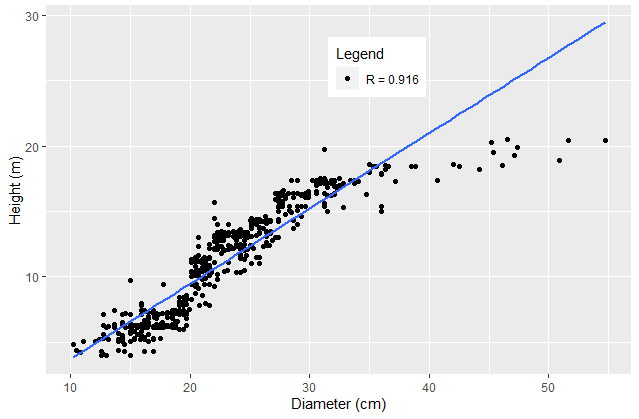 30
20
10
Height (m)
Legend
R = 0.916
10 20 30 40 50
Diameter (cm)